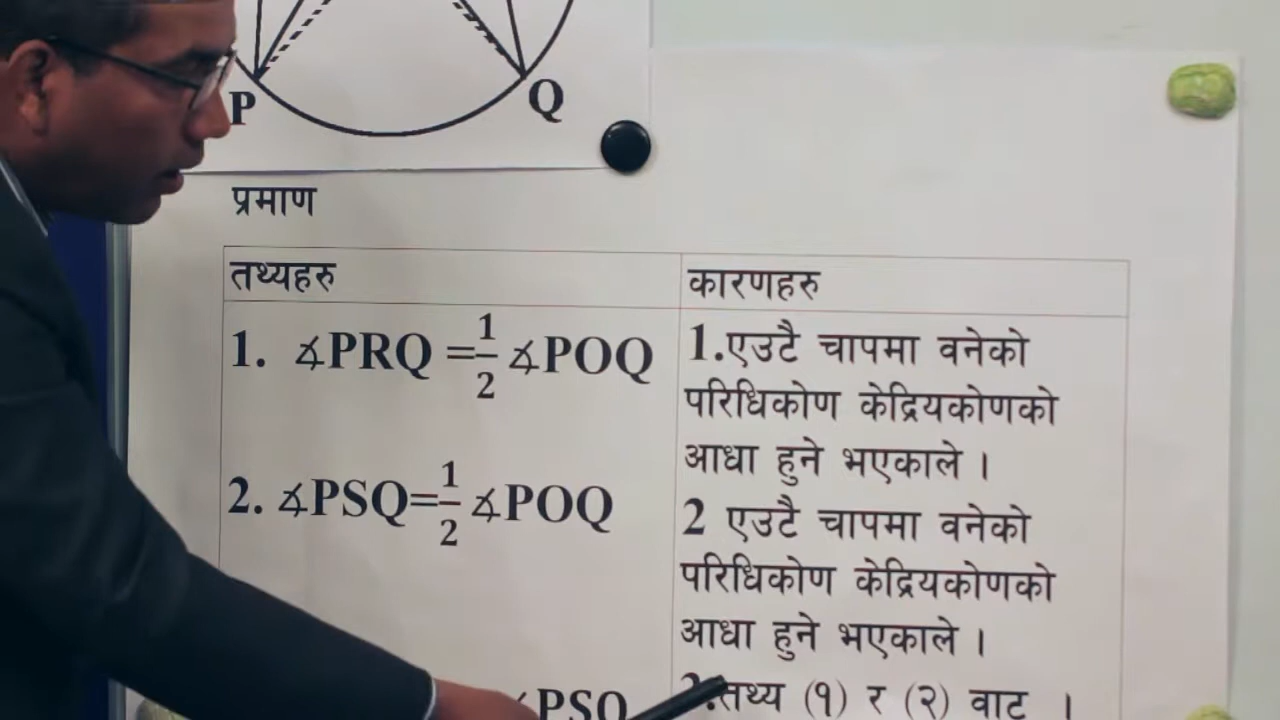 P
Q
प्रमाण
तथ्यहरु
कारणहरु
1. ∡PRQ =1/2 ∡POQ
1.एउटै चापमा वनेको
परिधिकोण केद्रियकोणको
आधा हुने भएकाले ।
2. ∡PSQ=1/2 ∡POQ
2 एउटै चापमा वनेको
परिधिकोण केद्रियकोणको
आधा हुने भएकाले ।
∡PSQ
तथ्य (१) र (२) वाट ।